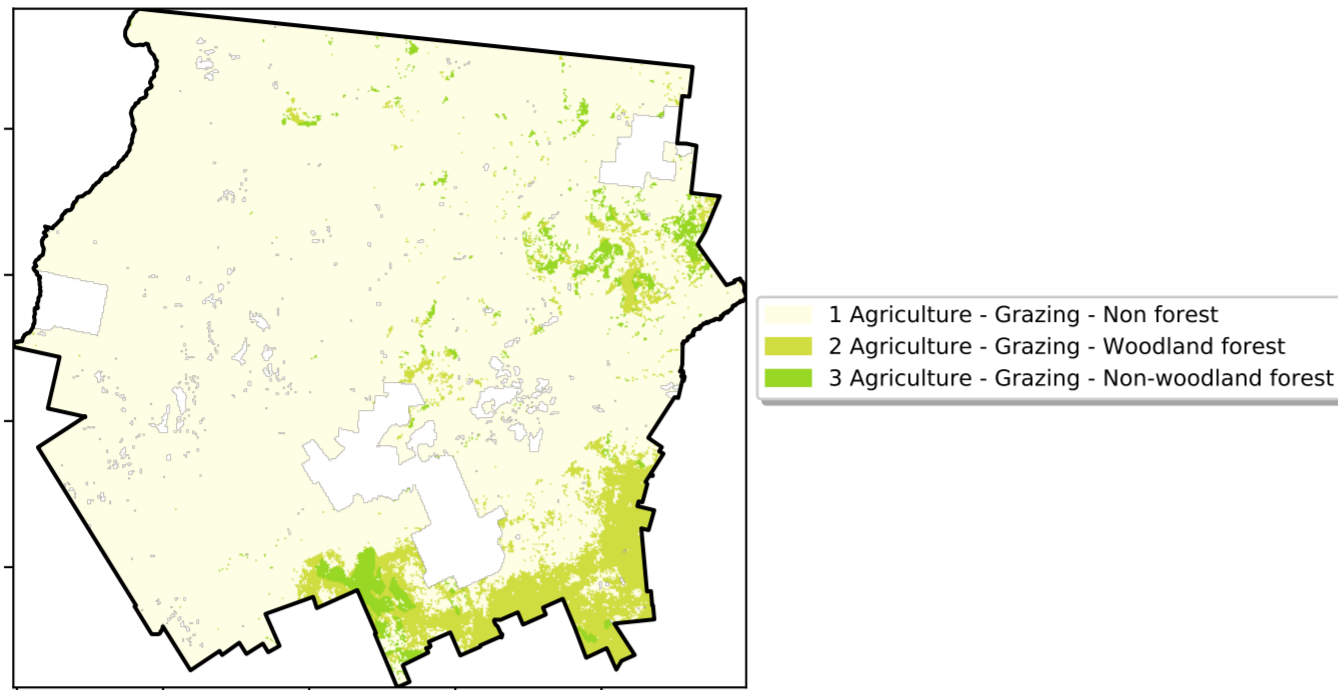 1 Agriculture - Grazing - Non forest
2 Agriculture - Grazing - Woodland forest
3 Agriculture - Grazing - Non-woodland forest